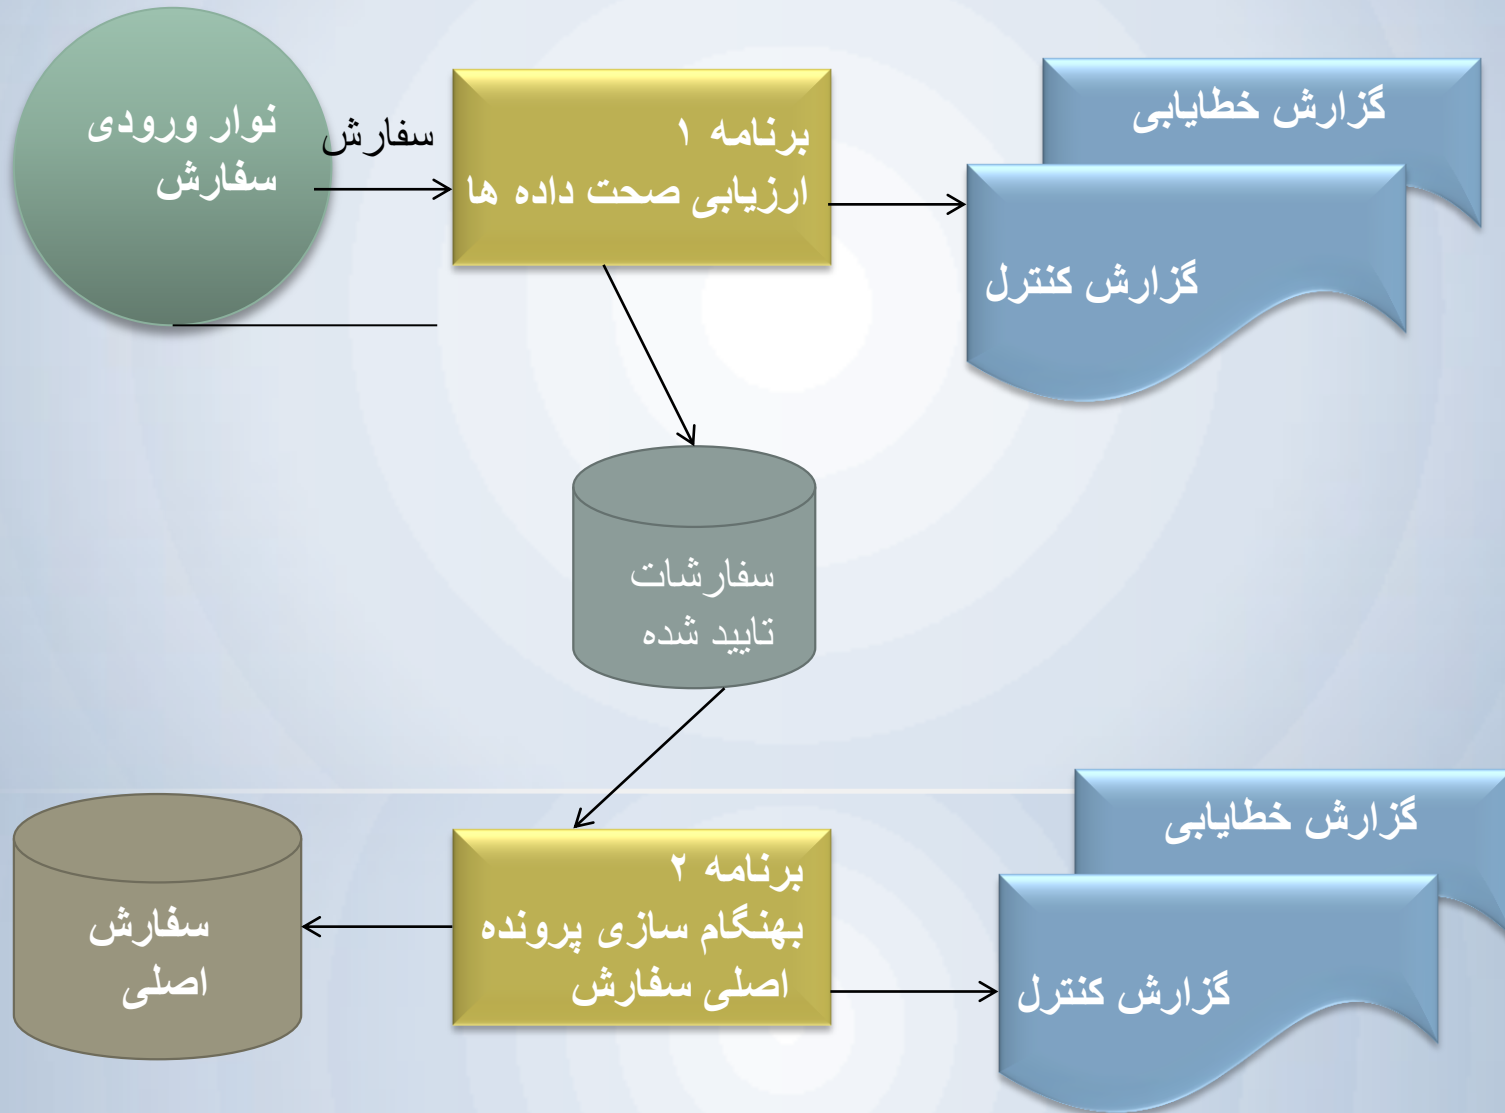 نوار ورودی
سفارش
سفارش
برنامه ۱
ارزیابی صحت داده ها
گزارش خطایابی
گزارش کنترل
سفارشات
تایید شده
برنامه ۲
بهنگام سازی پرونده
اصلی سفارش
سفارش
اصلی
گزارش خطایابی
گزارش کنترل